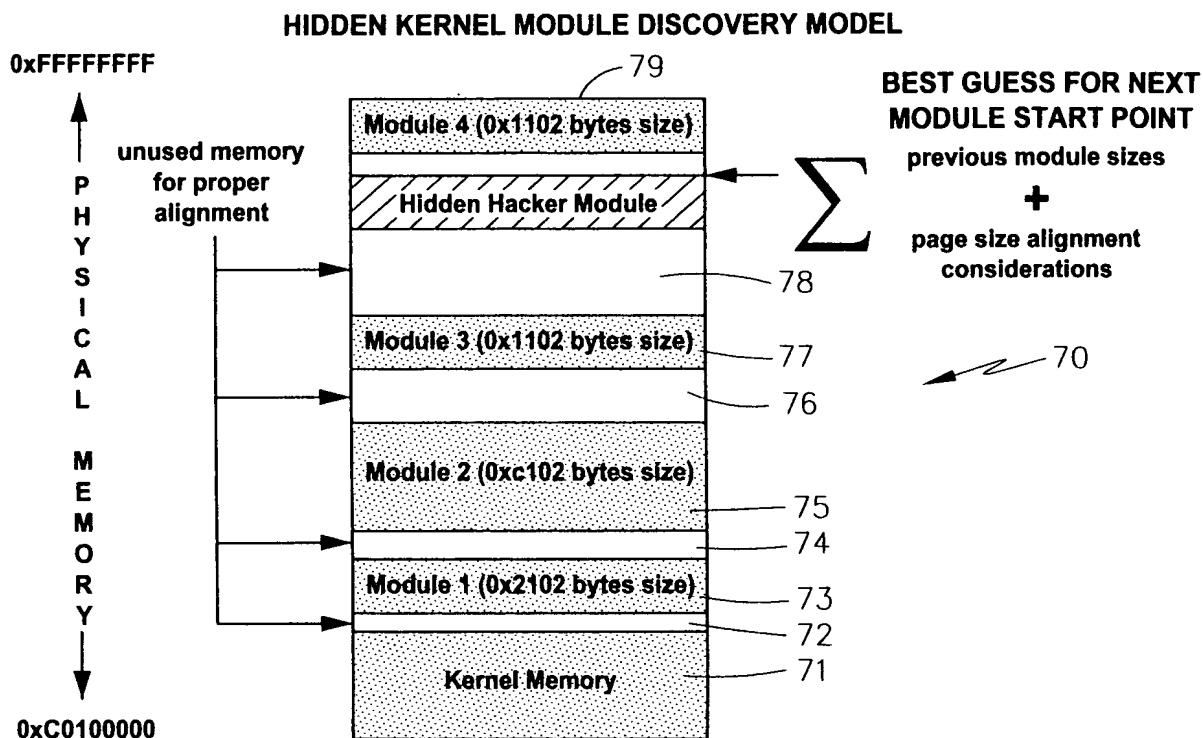 HIDDEN KERNEL MODULE DISCOVERY MODEL
0xFFFFFFFF
PHYSICAL MEMORY
0xC0100000
unused memory
for proper
alignment
79
Module 4 (0x1102 bytes size)
Hidden Hacker Module
78
Module 3 (0x1102 bytes size)
77
76
Module 2 (0xc102 bytes size)
75
74
Module 1 (0x2102 bytes size)
73
72
Kernel Memory
71
BEST GUESS FOR NEXT
MODULE START POINT
Σ
previous module sizes
+
page size alignment
considerations
70